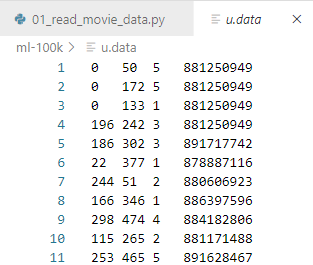 01_read_movie_data.py u.data
ml-100k > u.data
1 0 50 5 881250949
2 0 172 5 881250949
3 0 133 1 881250949
4 196 242 3 881250949
5 186 302 3 891717742
6 22 377 1 878887116
7 244 51 2 880606923
8 166 346 1 886397596
9 298 474 4 884182806
10 115 265 2 881171488
11 253 465 5 891628467